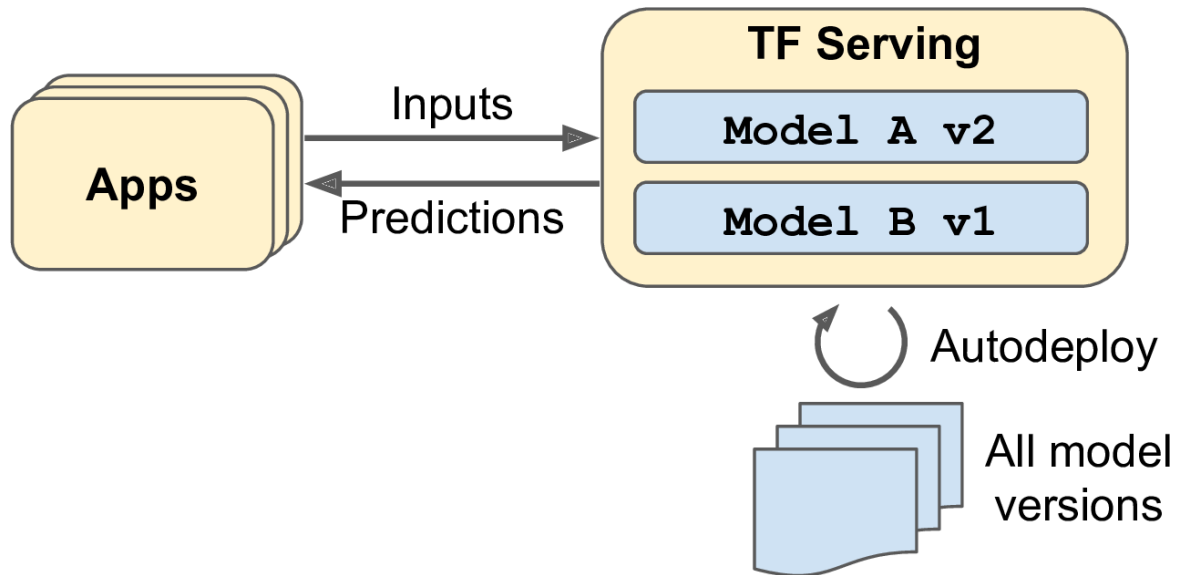 TF Serving
Inputs
Model A v2
Apps
Predictions
Model B v1
Autodeploy
All model
versions